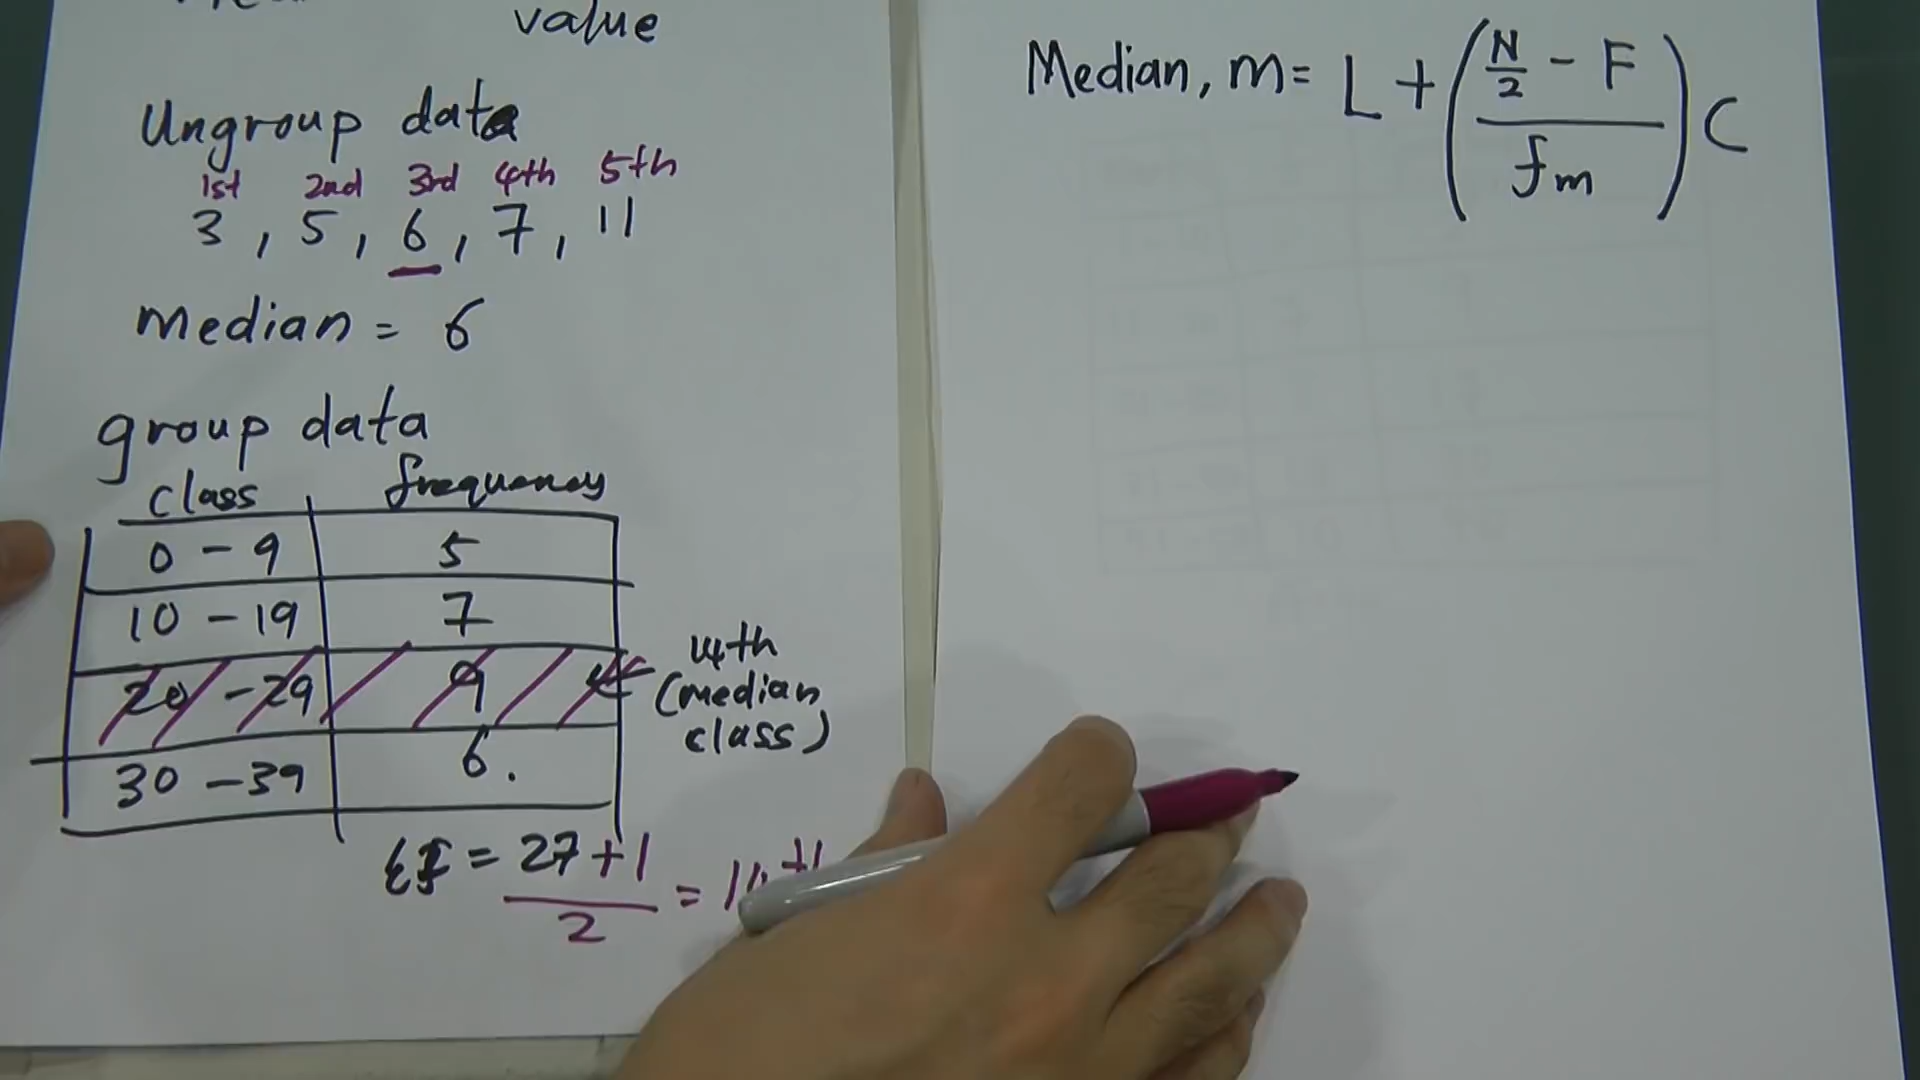 value
Ungroup data
1st 2nd 3rd 4th 5th
3 , 5 , 6 , 7 , 11
median = 6
group data
class frequency
0 - 9 5
10 - 19 7
20 - 29 9
14th
(median
class)
30 - 39 6.
Σf = 27 + 1 / 2 =
Median, m = L + ( (N/2 - F) / fm ) C